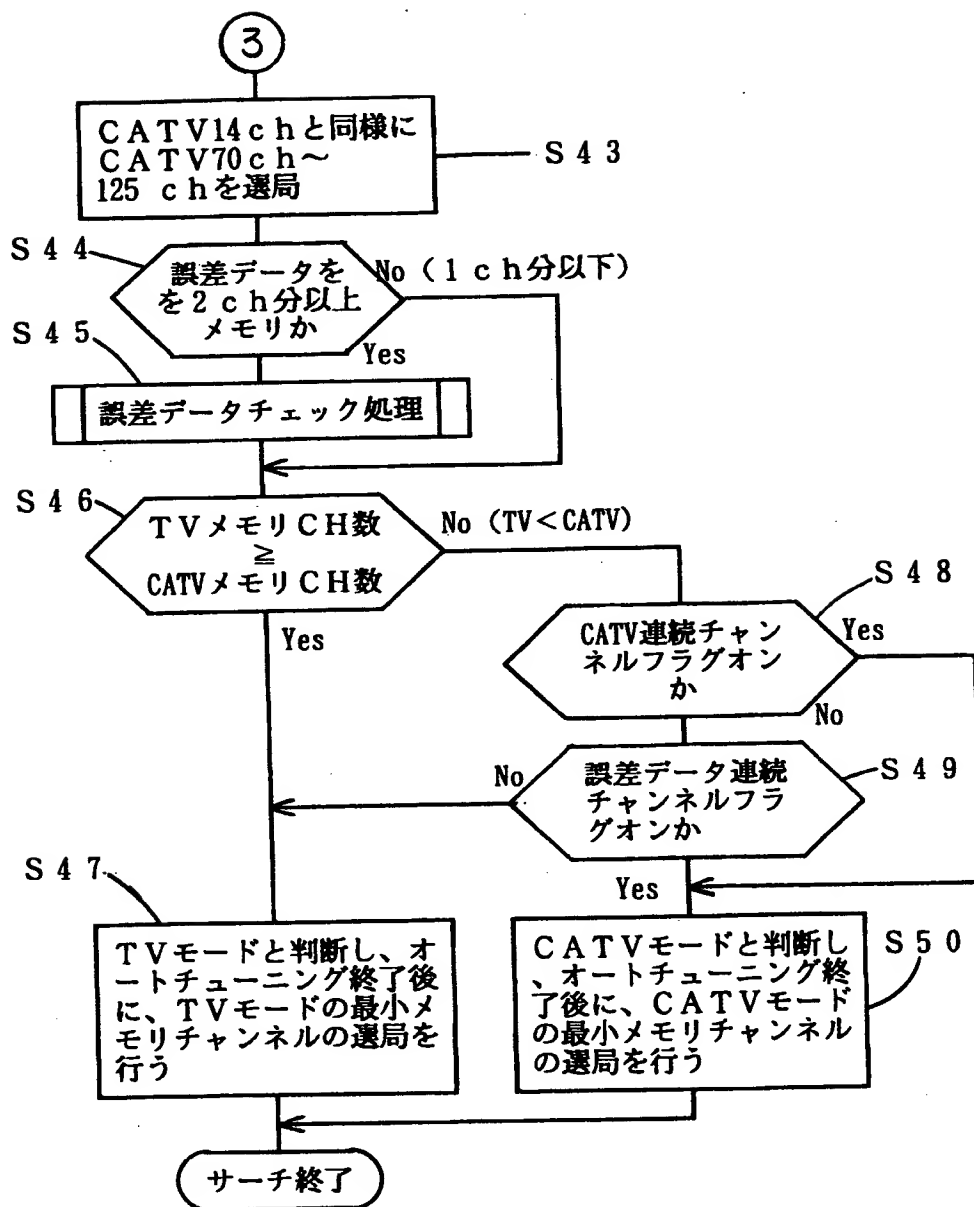 3
CATV14chと同様に
CATV70ch～
125 chを選局
S43
S44
誤差データを
を2ch分以上
メモリか
No (1ch分以下)
Yes
S45
誤差データチェック処理
S46
TVメモリCH数
≧
CATVメモリCH数
No (TV<CATV)
Yes
S48
CATV連続チャン
ネルフラグオン
か
Yes
No
S49
誤差データ連続
チャンネルフラ
グオンか
No
Yes
S47
TVモードと判断し、オ
ートチューニング終了後
に、TVモードの最小メ
モリチャンネルの選局を
行う
S50
CATVモードと判断し
、オートチューニング終
了後に、CATVモード
の最小メモリチャンネル
の選局を行う
サーチ終了